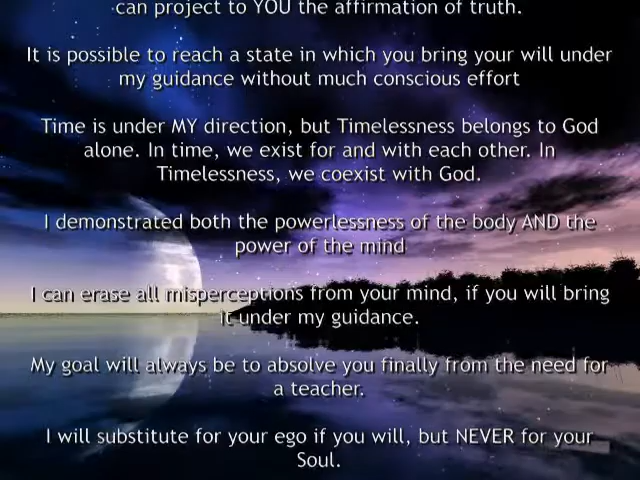 can project to YOU the affirmation of truth.
It is possible to reach a state in which you bring your will under
my guidance without much conscious effort
Time is under MY direction, but Timelessness belongs to God
alone. In time, we exist for and with each other. In
Timelessness, we coexist with God.
I demonstrated both the powerlessness of the body AND the
power of the mind
I can erase all misperceptions from your mind, if you will bring
it under my guidance.
My goal will always be to absolve you finally from the need for
a teacher.
I will substitute for your ego if you will, but NEVER for your
Soul.